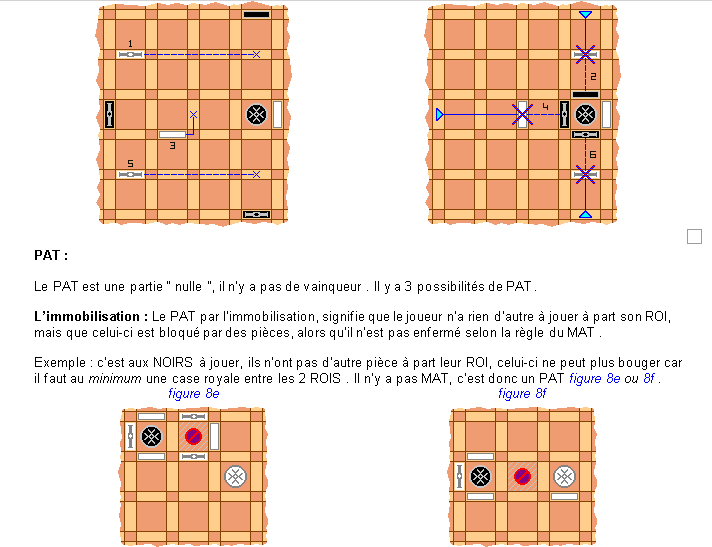 1
2
4
3
5
6
PAT :
Le PAT est une partie " nulle ", il n'y a pas de vainqueur . Il y a 3 possibilités de PAT .
L'immobilisation : Le PAT par l'immobilisation, signifie que le joueur n'a rien d'autre à jouer à part son ROI,
mais que celui-ci est bloqué par des pièces, alors qu'il n'est pas enfermé selon la règle du MAT .
Exemple : c'est aux NOIRS à jouer, ils n'ont pas d'autre pièce à part leur ROI, celui-ci ne peut plus bouger car
il faut au minimum une case royale entre les 2 ROIS . Il n'y a pas MAT, c'est donc un PAT figure 8e ou 8f .
figure 8e
figure 8f